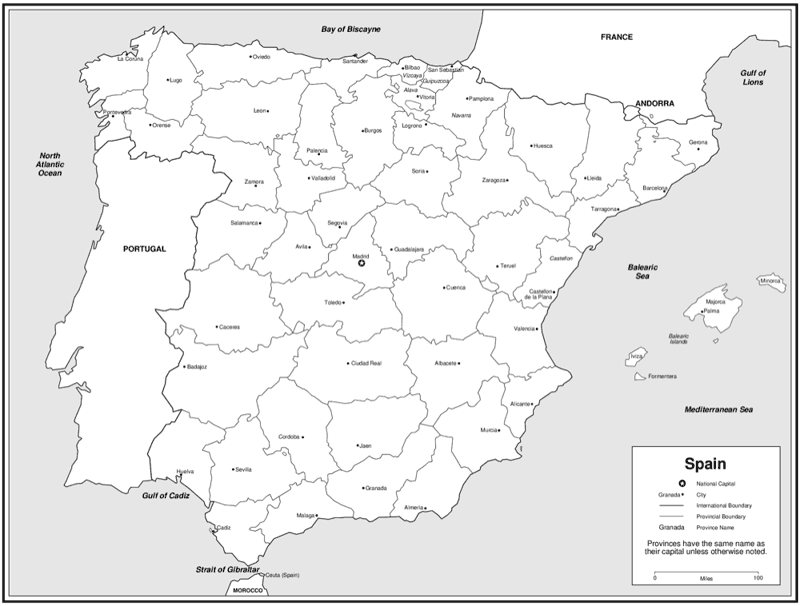 Bay of Biscayne
FRANCE
Gulf of
Lions
ANDORRA
North
Atlantic
Ocean
PORTUGAL
La Coruna
Lugo
Oviedo
Santander
Bilbao
Vizcaya
San Sebastian
Guipuzcoa
Alava
Vitoria
Pamplona
Navarra
Pontevedra
Orense
Leon
Palencia
Burgos
Logrono
Huesca
Lleida
Gerona
Barcelona
Tarragona
Zamora
Valladolid
Soria
Zaragoza
Salamanca
Segovia
Avila
Madrid
Guadalajara
Teruel
Castellon
Castellon
de la Plana
Balearic
Sea
Minorca
Majorca
Palma
Balearic
Islands
Iviza
Formentera
Toledo
Cuenca
Valencia
Caceres
Badajoz
Ciudad Real
Albacete
Alicante
Murcia
Mediterranean Sea
Cordoba
Jaen
Huelva
Sevilla
Granada
Almeria
Malaga
Cadiz
Gulf of Cadiz
Strait of Gibraltar
Ceuta (Spain)
MOROCCO
Spain
National Capital
Granada City
International Boundary
Provincial Boundary
Granada Province Name
Provinces have the same name as
their capital unless otherwise noted.
0 Miles 100